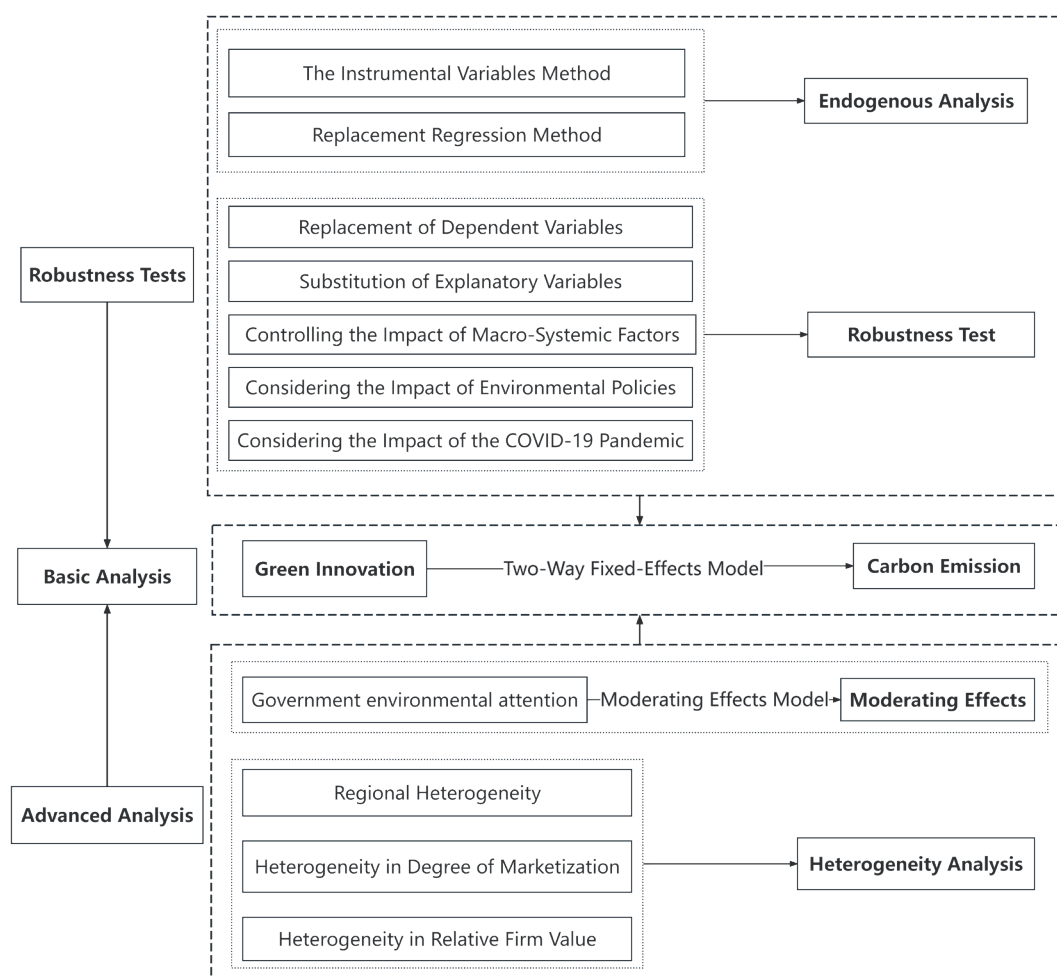 The Instrumental Variables Method
Replacement Regression Method
Endogenous Analysis
Replacement of Dependent Variables
Substitution of Explanatory Variables
Controlling the Impact of Macro-Systemic Factors
Considering the Impact of Environmental Policies
Considering the Impact of the COVID-19 Pandemic
Robustness Test
Robustness Tests
Basic Analysis
Green Innovation
Two-Way Fixed-Effects Model
Carbon Emission
Advanced Analysis
Government environmental attention
Moderating Effects Model
Moderating Effects
Regional Heterogeneity
Heterogeneity in Degree of Marketization
Heterogeneity in Relative Firm Value
Heterogeneity Analysis